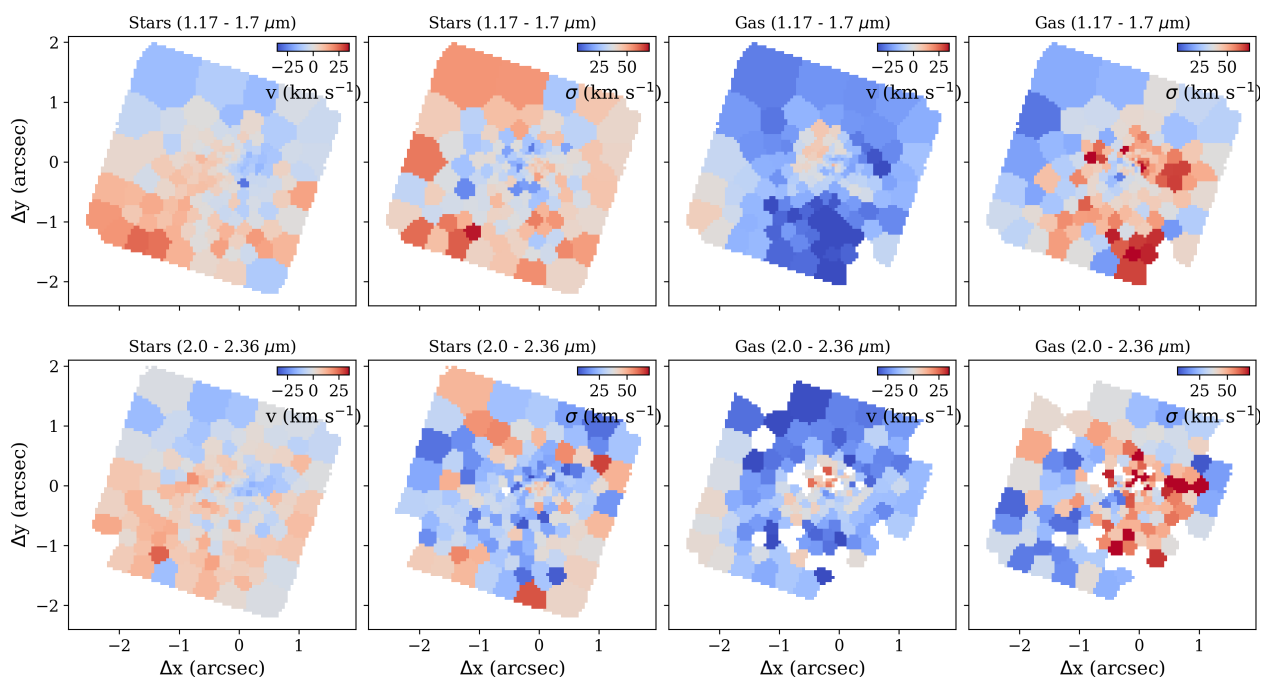 Stars (1.17 - 1.7 μm)
Stars (1.17 - 1.7 μm)
Gas (1.17 - 1.7 μm)
Gas (1.17 - 1.7 μm)
2
1
0
−1
−2
Δy (arcsec)
−25 0 25
v (km s⁻¹)
25 50
σ (km s⁻¹)
−25 0 25
v (km s⁻¹)
25 50
σ (km s⁻¹)
Stars (2.0 - 2.36 μm)
Stars (2.0 - 2.36 μm)
Gas (2.0 - 2.36 μm)
Gas (2.0 - 2.36 μm)
2
1
0
−1
−2
Δy (arcsec)
−25 0 25
v (km s⁻¹)
25 50
σ (km s⁻¹)
−25 0 25
v (km s⁻¹)
25 50
σ (km s⁻¹)
−2 −1 0 1
−2 −1 0 1
−2 −1 0 1
−2 −1 0 1
Δx (arcsec)
Δx (arcsec)
Δx (arcsec)
Δx (arcsec)